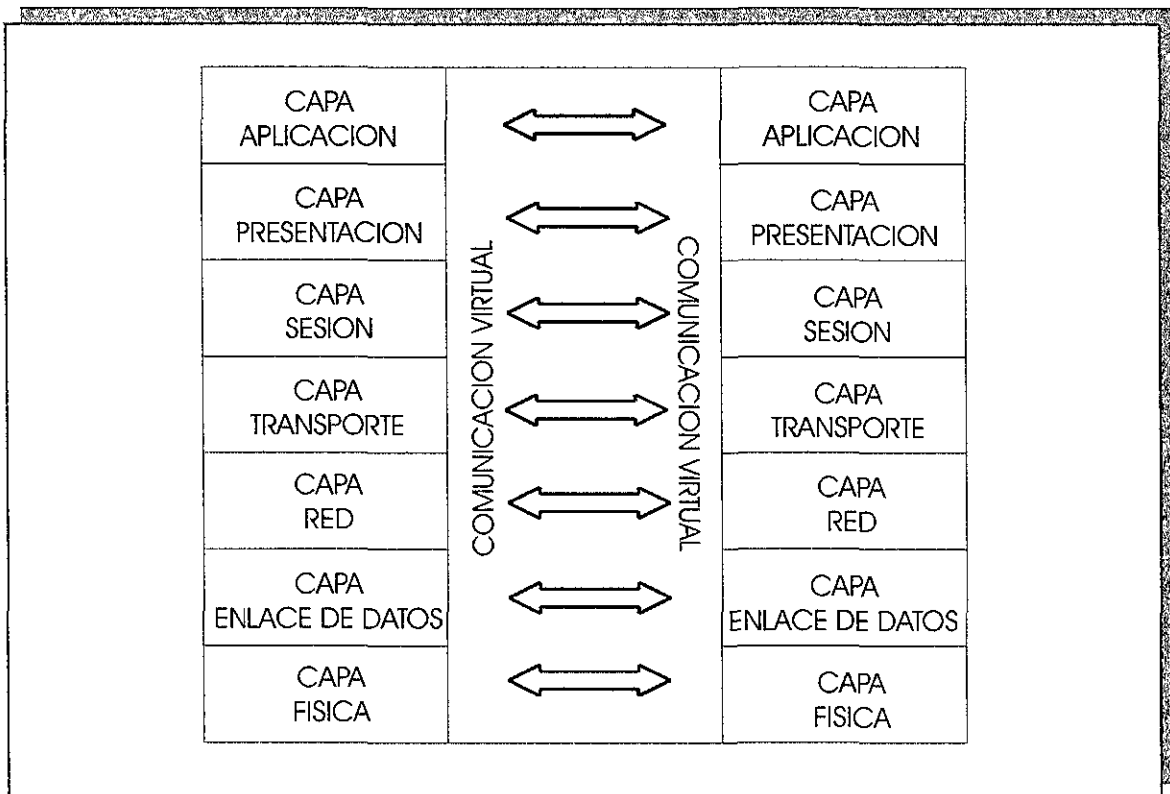 CAPA
APLICACION
CAPA
PRESENTACION
CAPA
SESION
CAPA
TRANSPORTE
CAPA
RED
CAPA
ENLACE DE DATOS
CAPA
FISICA
COMUNICACION VIRTUAL
COMUNICACION VIRTUAL
CAPA
APLICACION
CAPA
PRESENTACION
CAPA
SESION
CAPA
TRANSPORTE
CAPA
RED
CAPA
ENLACE DE DATOS
CAPA
FISICA